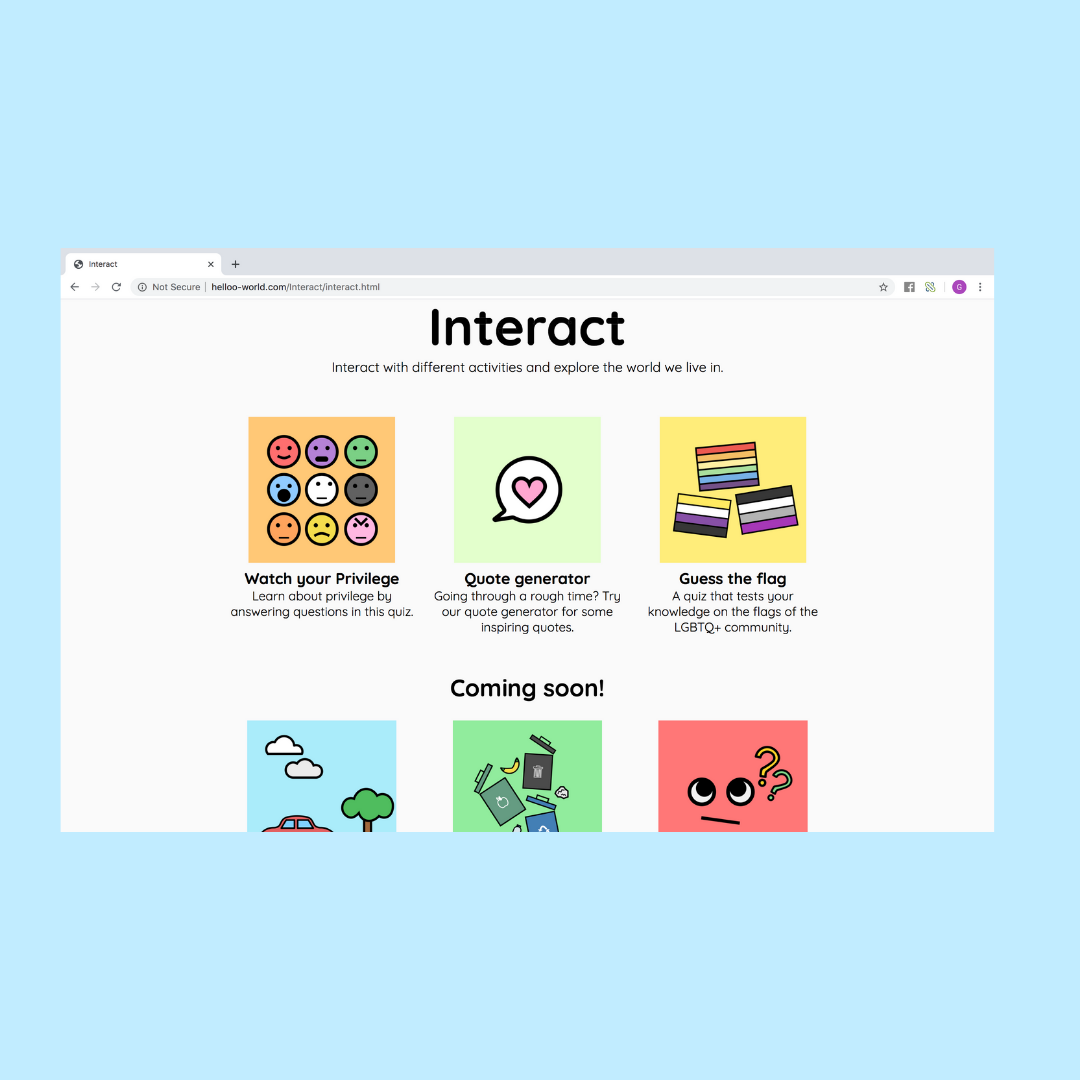 Interact
Not Secure | helloo-world.com/Interact/interact.html
G
Interact
Interact with different activities and explore the world we live in.
Watch your Privilege
Learn about privilege by
answering questions in this quiz.
Quote generator
Going through a rough time? Try
our quote generator for some
inspiring quotes.
Guess the flag
A quiz that tests your
knowledge on the flags of the
LGBTQ+ community.
Coming soon!
??